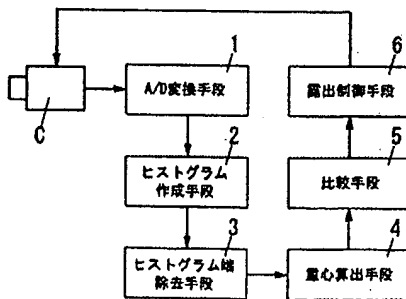 1
6
A/D変換手段
露出制御手段
C
2
5
ヒストグラム
作成手段
比較手段
3
4
ヒストグラム端
除去手段
重心算出手段